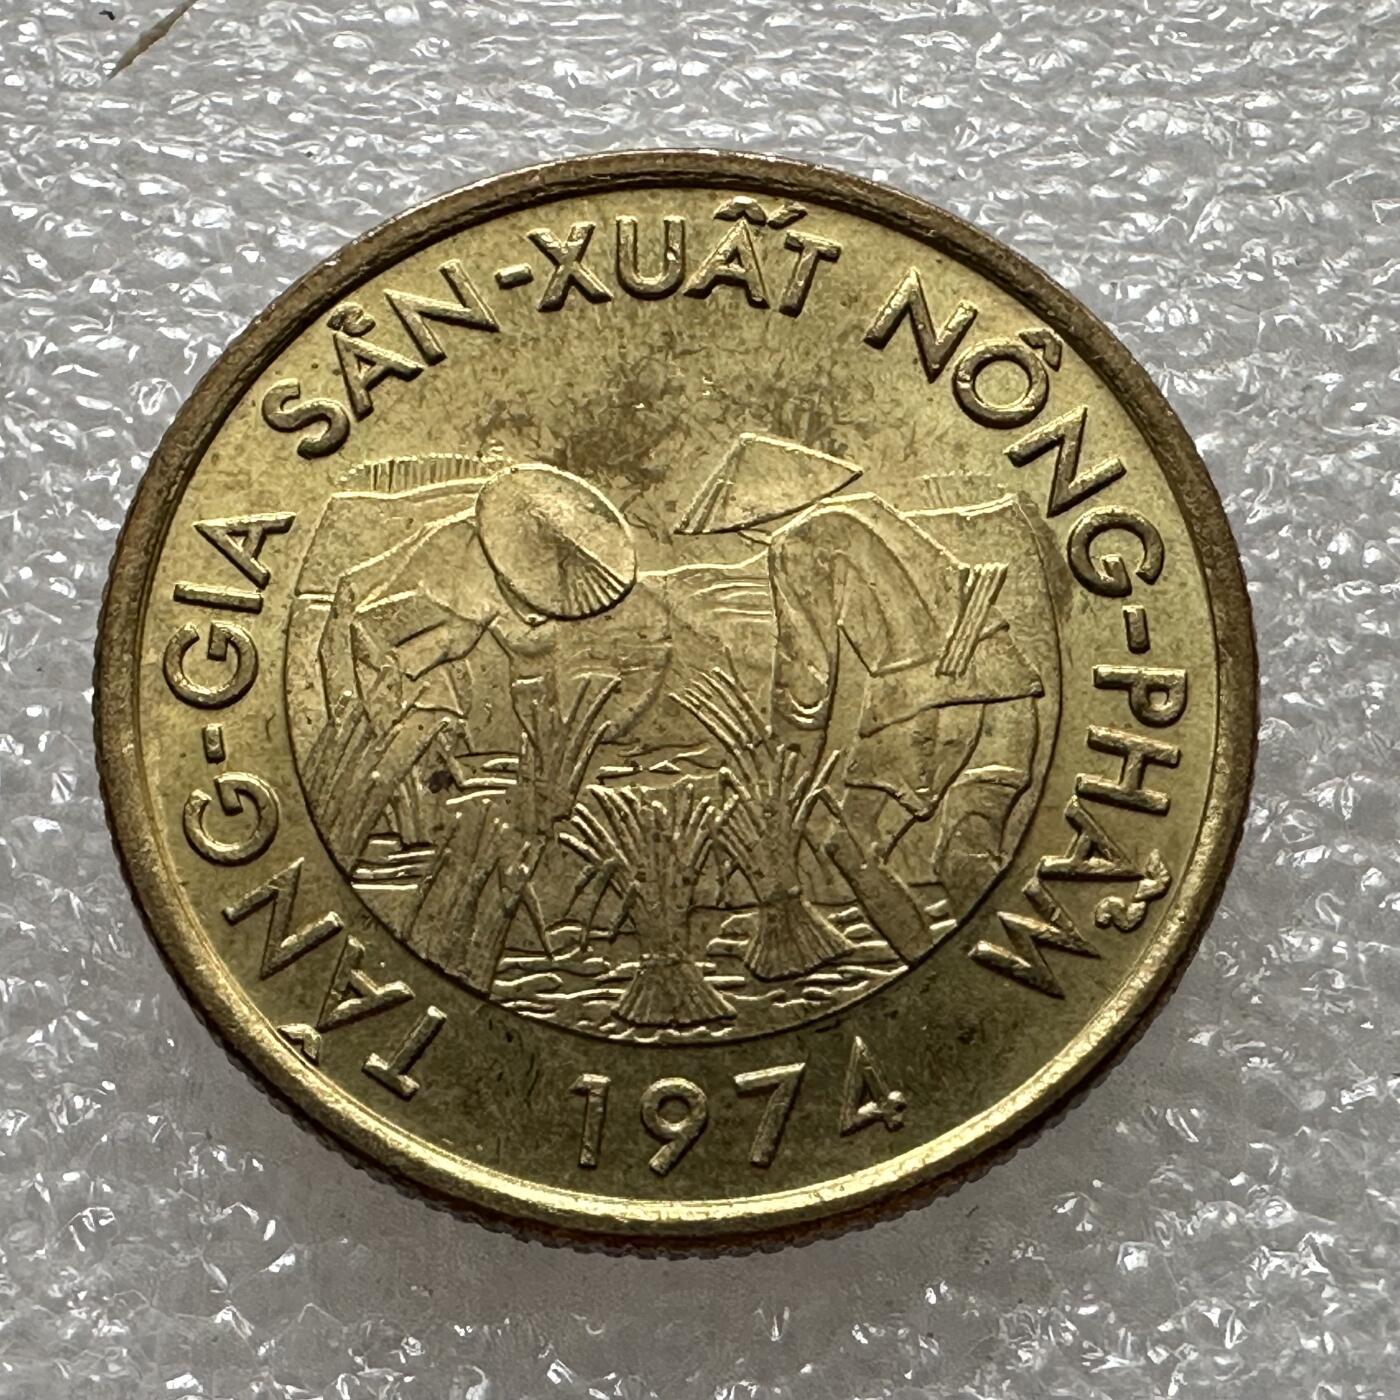 TĂNG-GIA SẢN-XUẤT NÔNG-PHẨM
1974